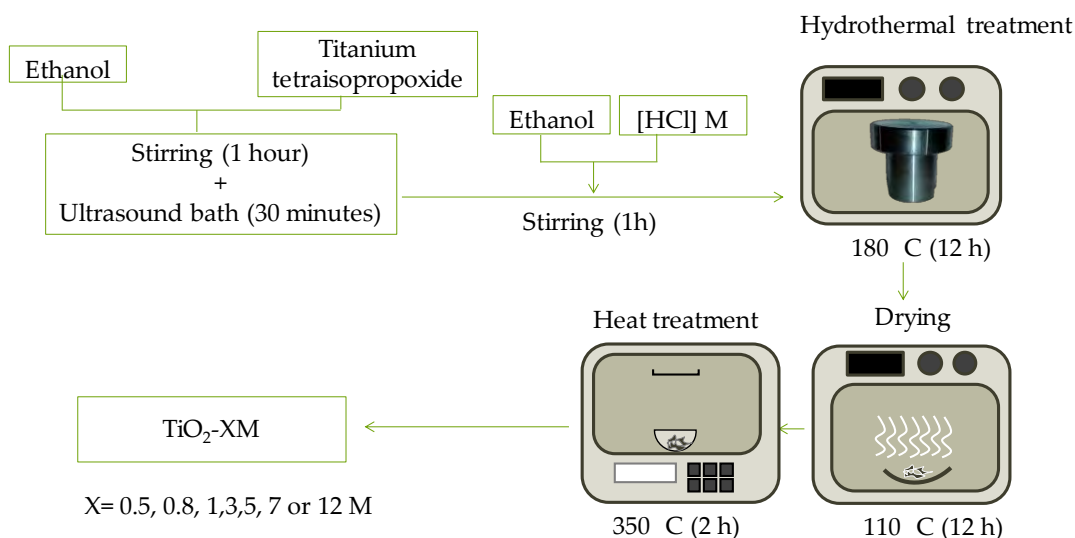 Ethanol
Titanium
tetraisopropoxide
Stirring (1 hour)
+
Ultrasound bath (30 minutes)
Ethanol
[HCl] M
Stirring (1h)
Hydrothermal treatment
180 C (12 h)
Drying
110 C (12 h)
Heat treatment
350 C (2 h)
TiO₂-XM
X= 0.5, 0.8, 1,3,5, 7 or 12 M